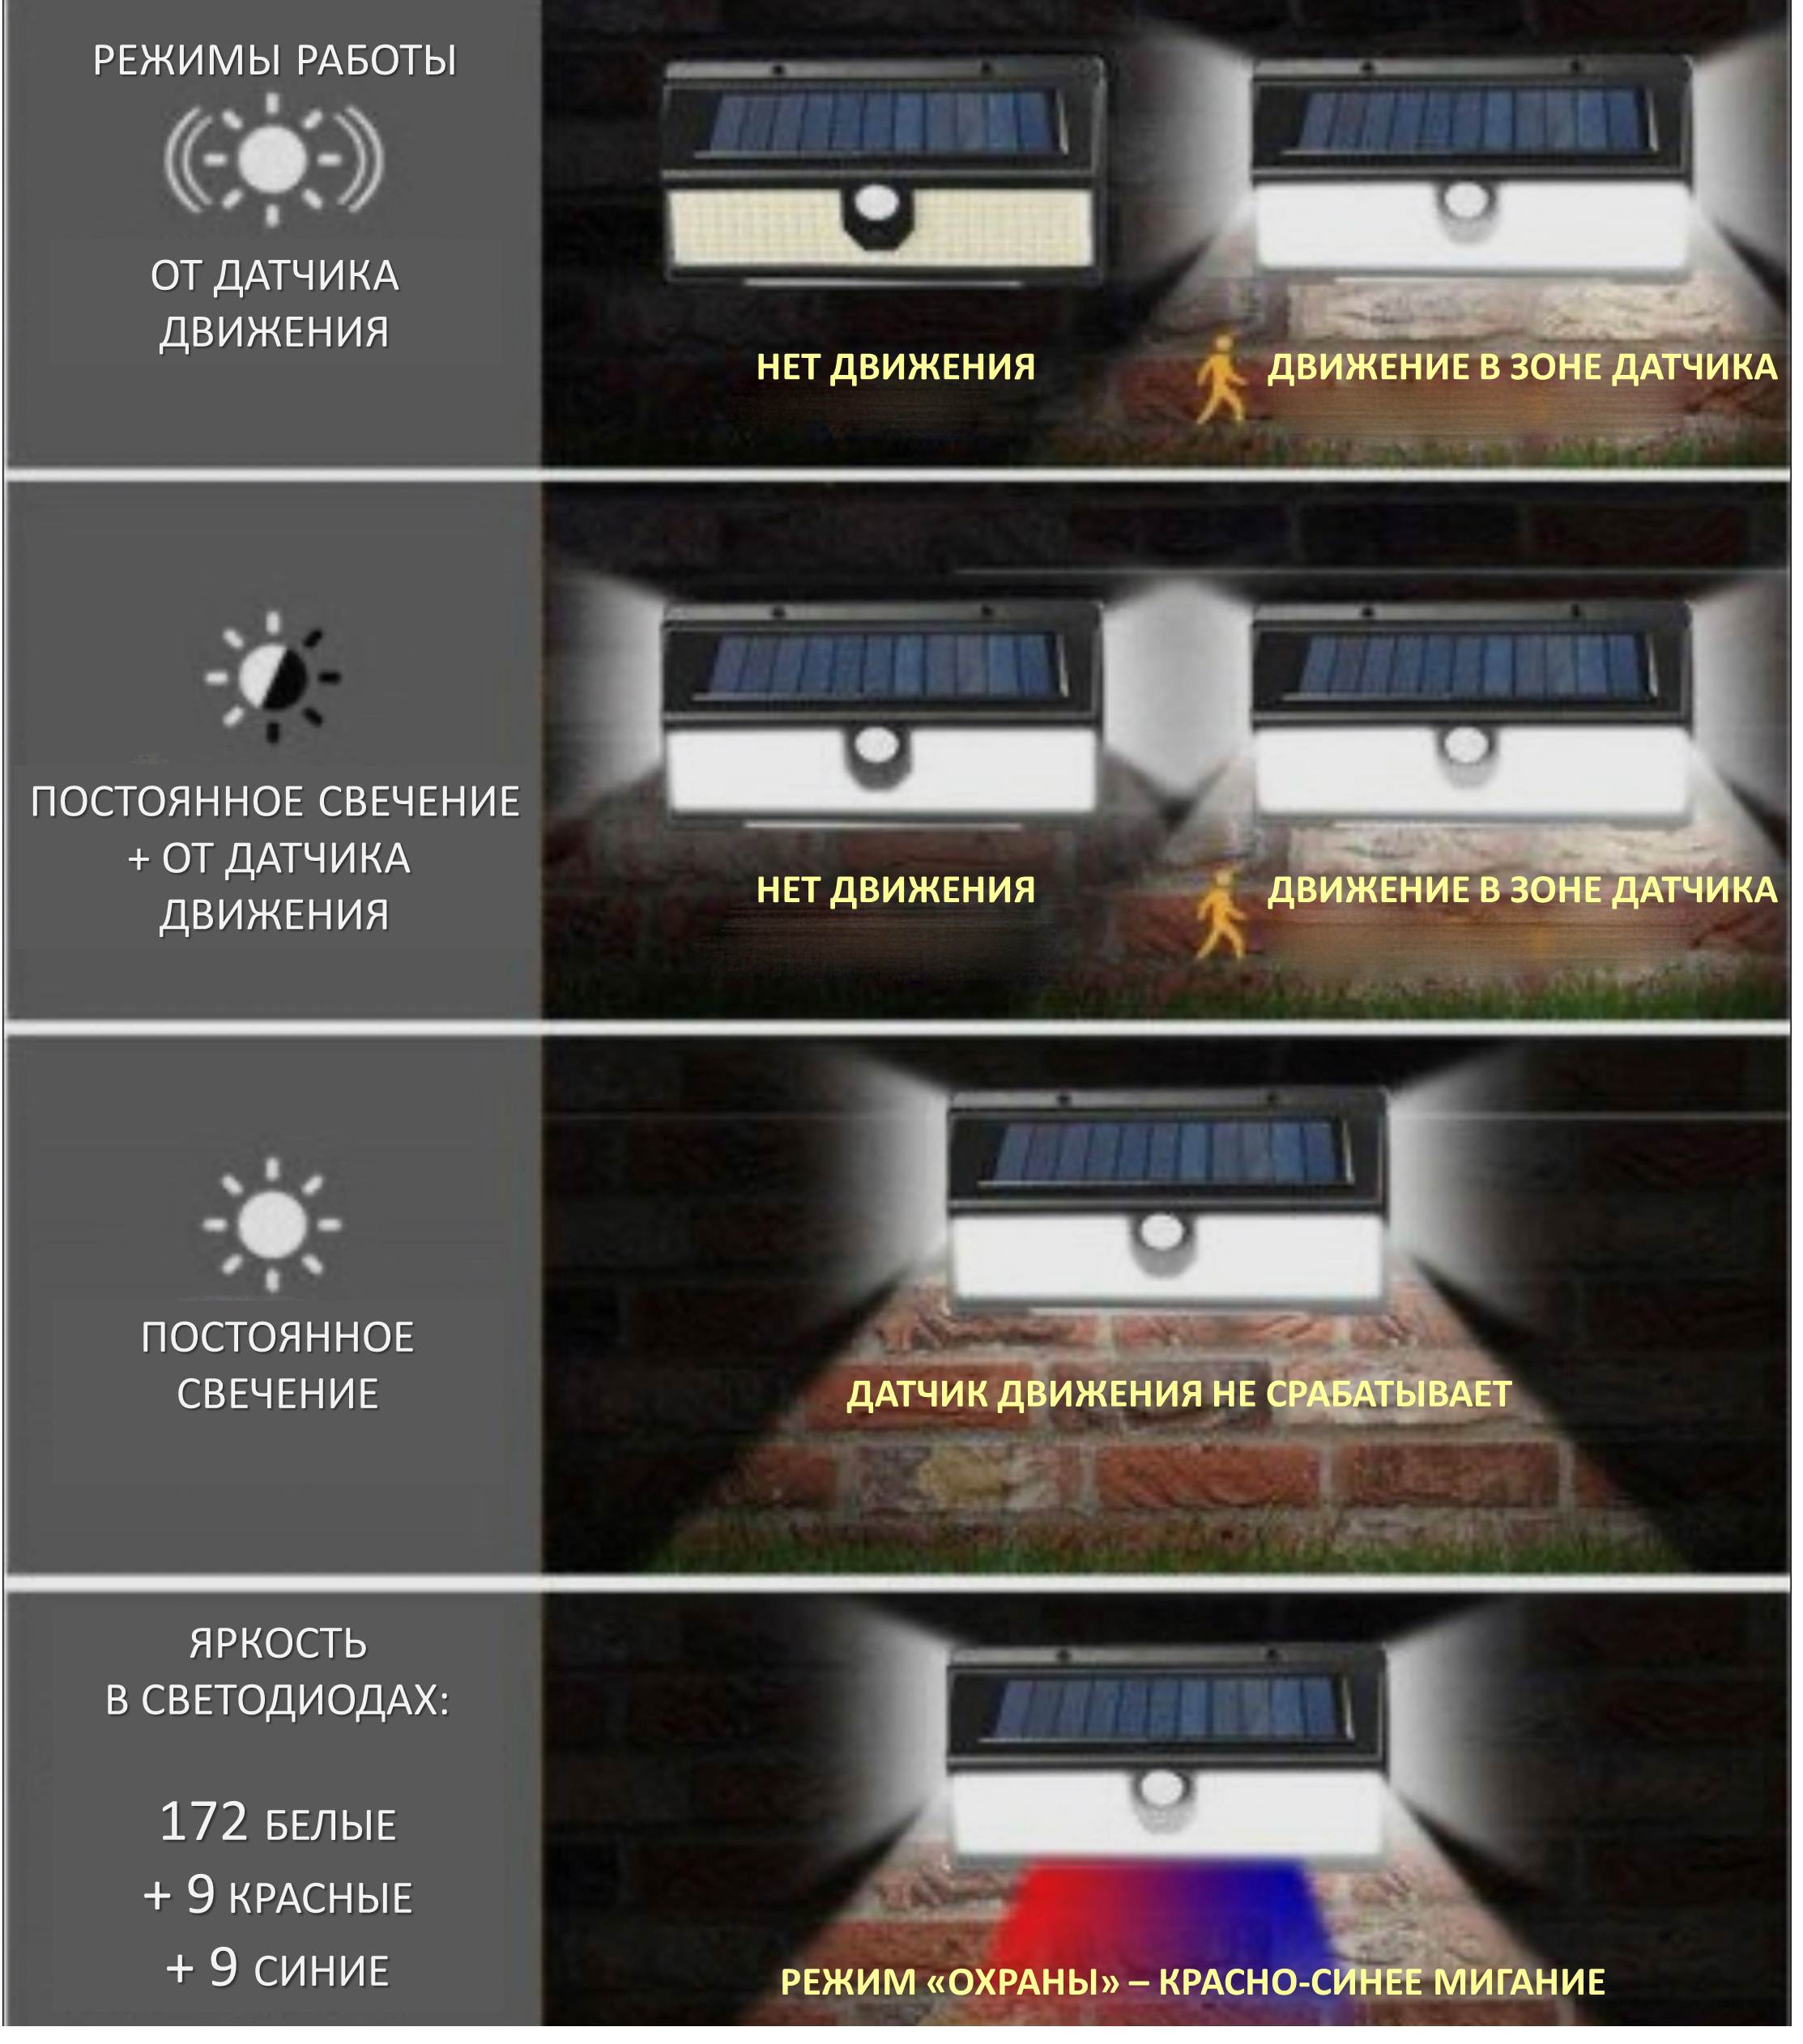 РЕЖИМЫ РАБОТЫ
ОТ ДАТЧИКА
ДВИЖЕНИЯ
НЕТ ДВИЖЕНИЯ
ДВИЖЕНИЕ В ЗОНЕ ДАТЧИКА
ПОСТОЯННОЕ СВЕЧЕНИЕ
+ ОТ ДАТЧИКА
ДВИЖЕНИЯ
НЕТ ДВИЖЕНИЯ
ДВИЖЕНИЕ В ЗОНЕ ДАТЧИКА
ПОСТОЯННОЕ
СВЕЧЕНИЕ
ДАТЧИК ДВИЖЕНИЯ НЕ СРАБАТЫВАЕТ
ЯРКОСТЬ
В СВЕТОДИОДАХ:
172 БЕЛЫЕ
+ 9 КРАСНЫЕ
+ 9 СИНИЕ
РЕЖИМ «ОХРАНЫ» – КРАСНО-СИНЕЕ МИГАНИЕ